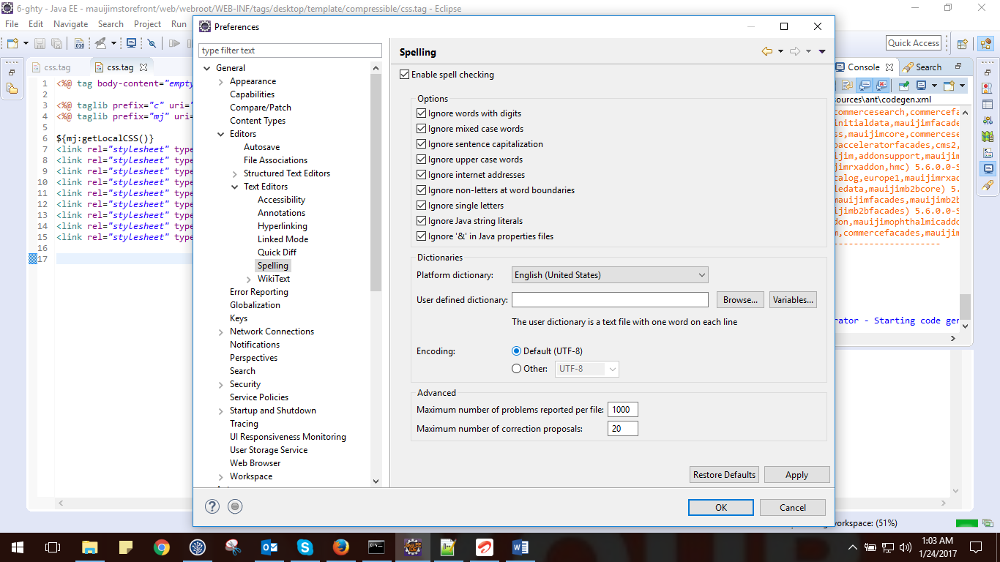 6-ghty - Java EE - mauijimstorefront/web/webroot/WEB-INF/tags/desktop/template/compressible/css.tag - Eclipse
File Edit Navigate Search Project Run
Quick Access
css.tag
css.tag
1 <%@ tag body-content="empty
2
3 <%@ taglib prefix="c" uri="
4 <%@ taglib prefix="mj" uri=
5
6 ${mj:getLocalCSS()}
7 <link rel="stylesheet" type
8 <link rel="stylesheet" type
9 <link rel="stylesheet" type
10 <link rel="stylesheet" type
11 <link rel="stylesheet" type
12 <link rel="stylesheet" type
13 <link rel="stylesheet" type
14 <link rel="stylesheet" type
15 <link rel="stylesheet" type
16
17
Preferences
type filter text
General
Appearance
Capabilities
Compare/Patch
Content Types
Editors
Autosave
File Associations
Structured Text Editors
Text Editors
Accessibility
Annotations
Hyperlinking
Linked Mode
Quick Diff
Spelling
WikiText
Error Reporting
Globalization
Keys
Network Connections
Notifications
Perspectives
Search
Security
Service Policies
Startup and Shutdown
Tracing
UI Responsiveness Monitoring
User Storage Service
Web Browser
Workspace
Spelling
Enable spell checking
Options
Ignore words with digits
Ignore mixed case words
Ignore sentence capitalization
Ignore upper case words
Ignore internet addresses
Ignore non-letters at word boundaries
Ignore single letters
Ignore Java string literals
Ignore '&' in Java properties files
Dictionaries
Platform dictionary: English (United States)
User defined dictionary: Browse... Variables...
The user dictionary is a text file with one word on each line
Encoding: Default (UTF-8)
Other: UTF-8
Advanced
Maximum number of problems reported per file: 1000
Maximum number of correction proposals: 20
Restore Defaults Apply
OK Cancel
Console Search
sources\ant\codegen.xml
commercesearch,commercefa
initialdata,mauijimfacade
ss,mauijimcore,commercese
pacceleratorfacades,cms2,
ijim,addonsupport,mauijim
jimrxaddon,hmc) 5.6.0.0-S
talog,europe1,mauijimrxad
ledata,mauijimb2bcore) 5.
mauijimfacades,mauijimb2b
ijimb2bfacades) 5.6.0.0-S
don,mauijimophthalmicaddo
m,commercefacades,mauijim
--------------------
rator - Starting code ger
workspace: (51%)
1:03 AM
1/24/2017